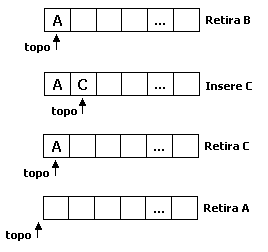 A ... Retira B
topo
A C ... Insere C
topo
A ... Retira C
topo
... Retira A
topo